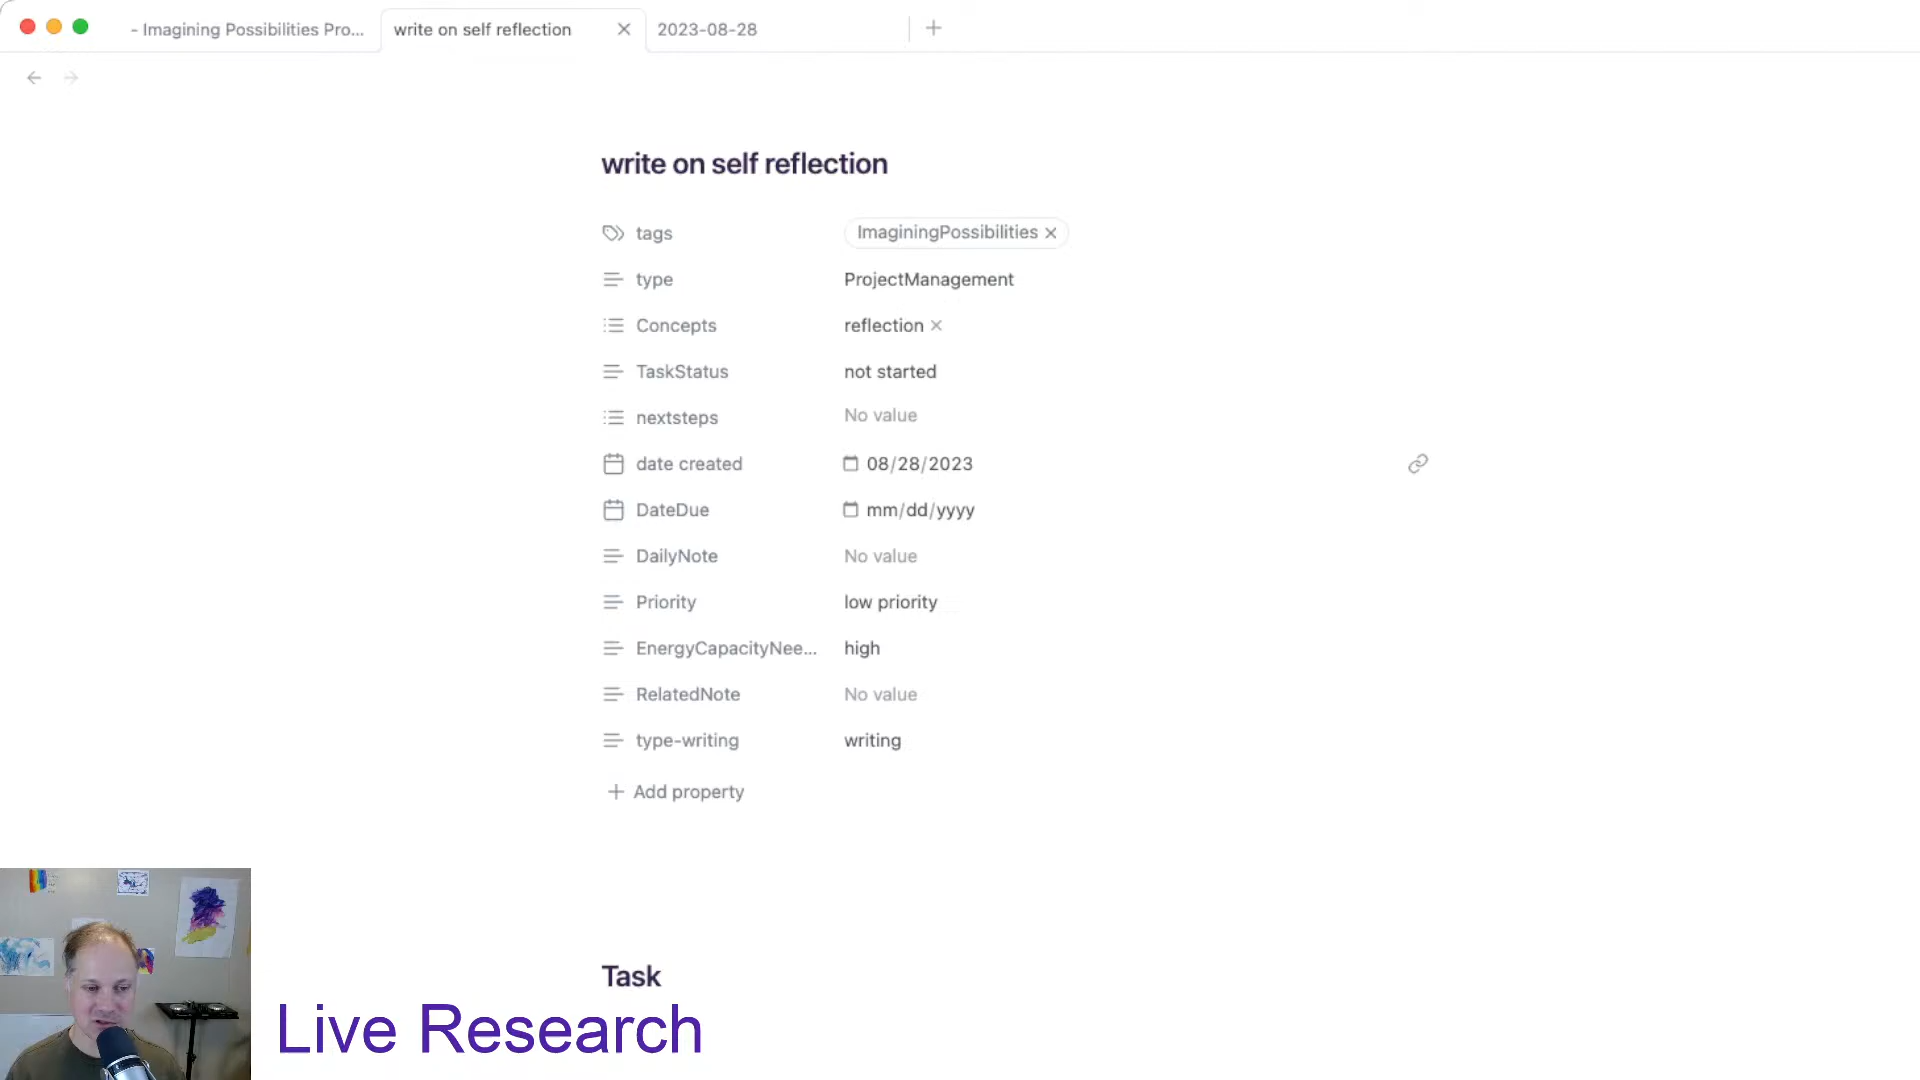 - Imagining Possibilities Pro...
write on self reflection
2023-08-28
write on self reflection
tags ImaginingPossibilities
type ProjectManagement
Concepts reflection
TaskStatus not started
nextsteps No value
date created 08/28/2023
DateDue mm/dd/yyyy
DailyNote No value
Priority low priority
EnergyCapacityNee... high
RelatedNote No value
type-writing writing
Add property
Task
Live Research